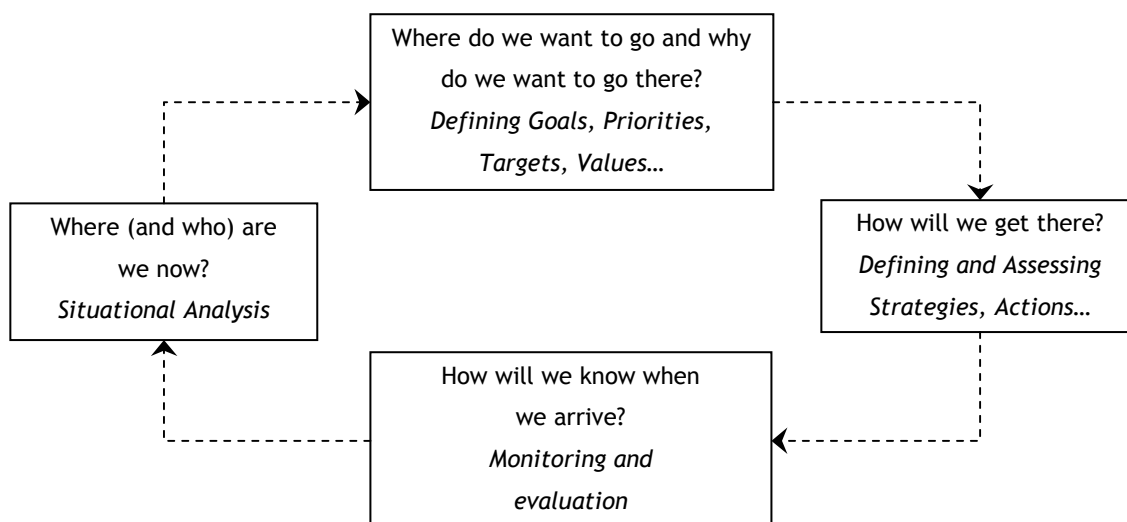 Where do we want to go and why
do we want to go there?
Defining Goals, Priorities,
Targets, Values…
Where (and who) are
we now?
Situational Analysis
How will we get there?
Defining and Assessing
Strategies, Actions…
How will we know when
we arrive?
Monitoring and
evaluation